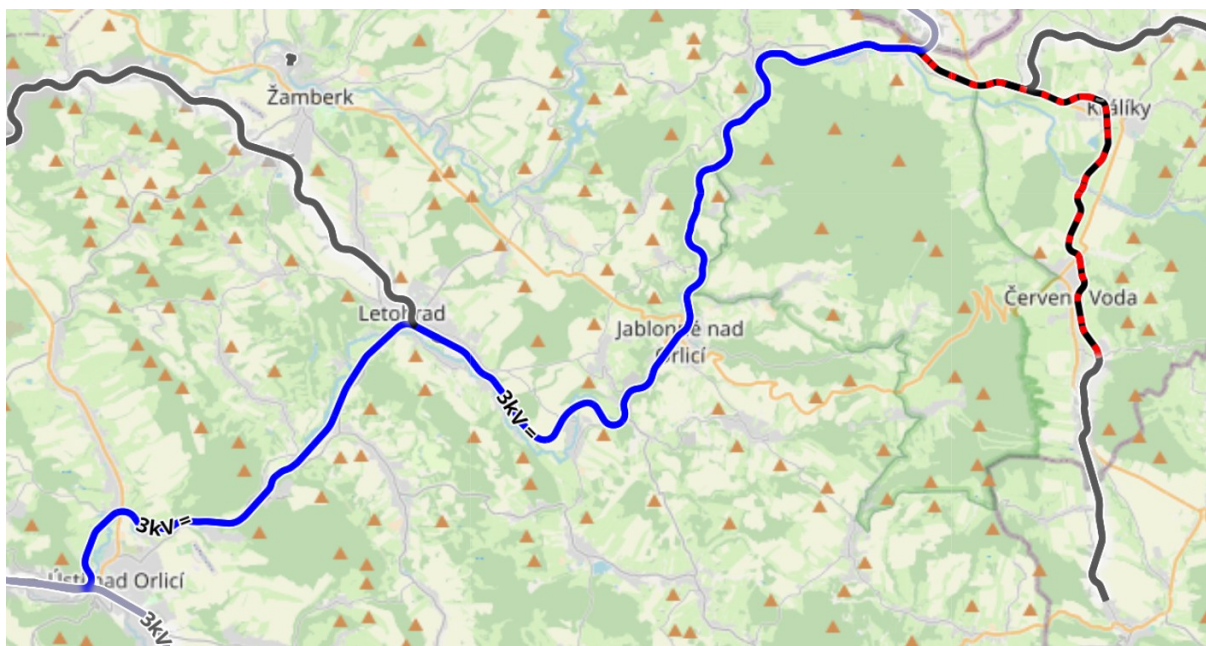 Žamberk
Králíky
Letohrad
Červená Voda
Jablonné nad
Orlicí
3kV =
3kV =
Ústí nad Orlicí
3kV